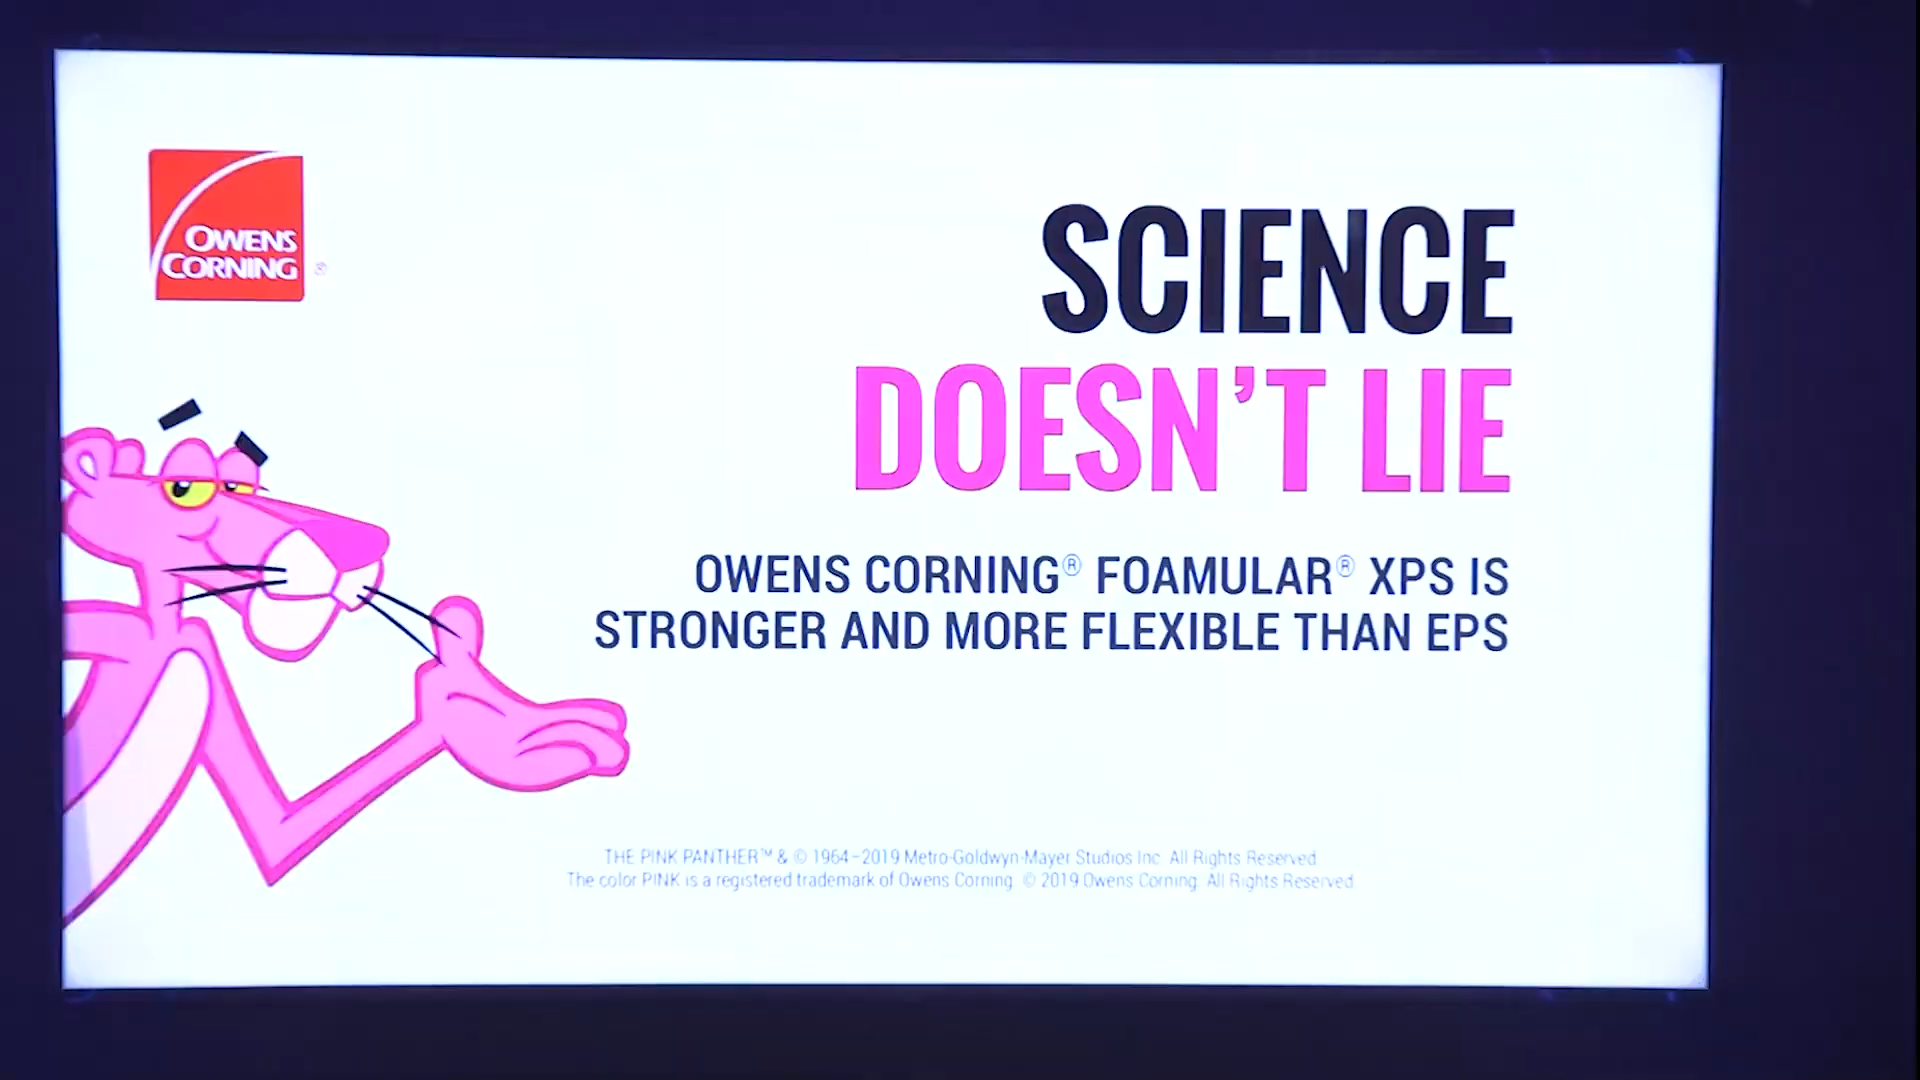 OWENS
CORNING ®
SCIENCE
DOESN'T LIE
OWENS CORNING® FOAMULAR® XPS IS
STRONGER AND MORE FLEXIBLE THAN EPS
THE PINK PANTHER™ & © 1964–2019 Metro-Goldwyn-Mayer Studios Inc. All Rights Reserved.
The color PINK is a registered trademark of Owens Corning. © 2019 Owens Corning. All Rights Reserved.